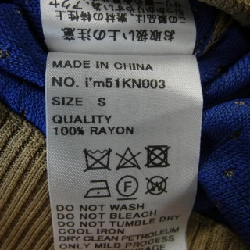 お取扱い上の注意
MADE IN CHINA
NO. i'm51KN003
SIZE S
QUALITY
100% RAYON
DO NOT WASH
DO NOT BLEACH
DO NOT TUMBLE DRY
COOL IRON
DRY CLEAN PETROLEUM
ONLY MILD PROCESS